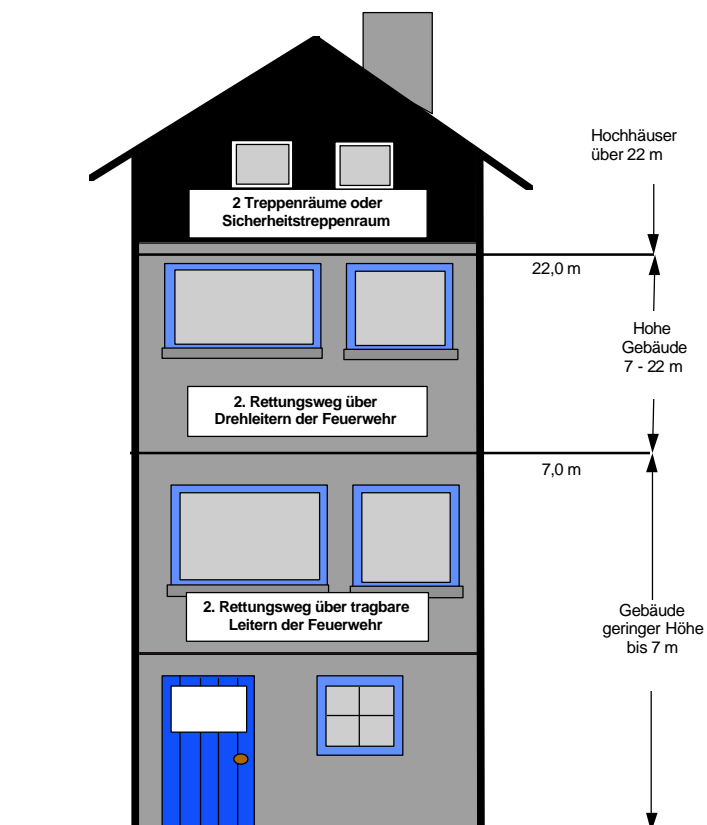 Hochhäuser
über 22 m
2 Treppenräume oder
Sicherheitstreppenraum
22,0 m
Hohe
Gebäude
7 - 22 m
2. Rettungsweg über
Drehleitern der Feuerwehr
7,0 m
2. Rettungsweg über tragbare
Leitern der Feuerwehr
Gebäude
geringer Höhe
bis 7 m